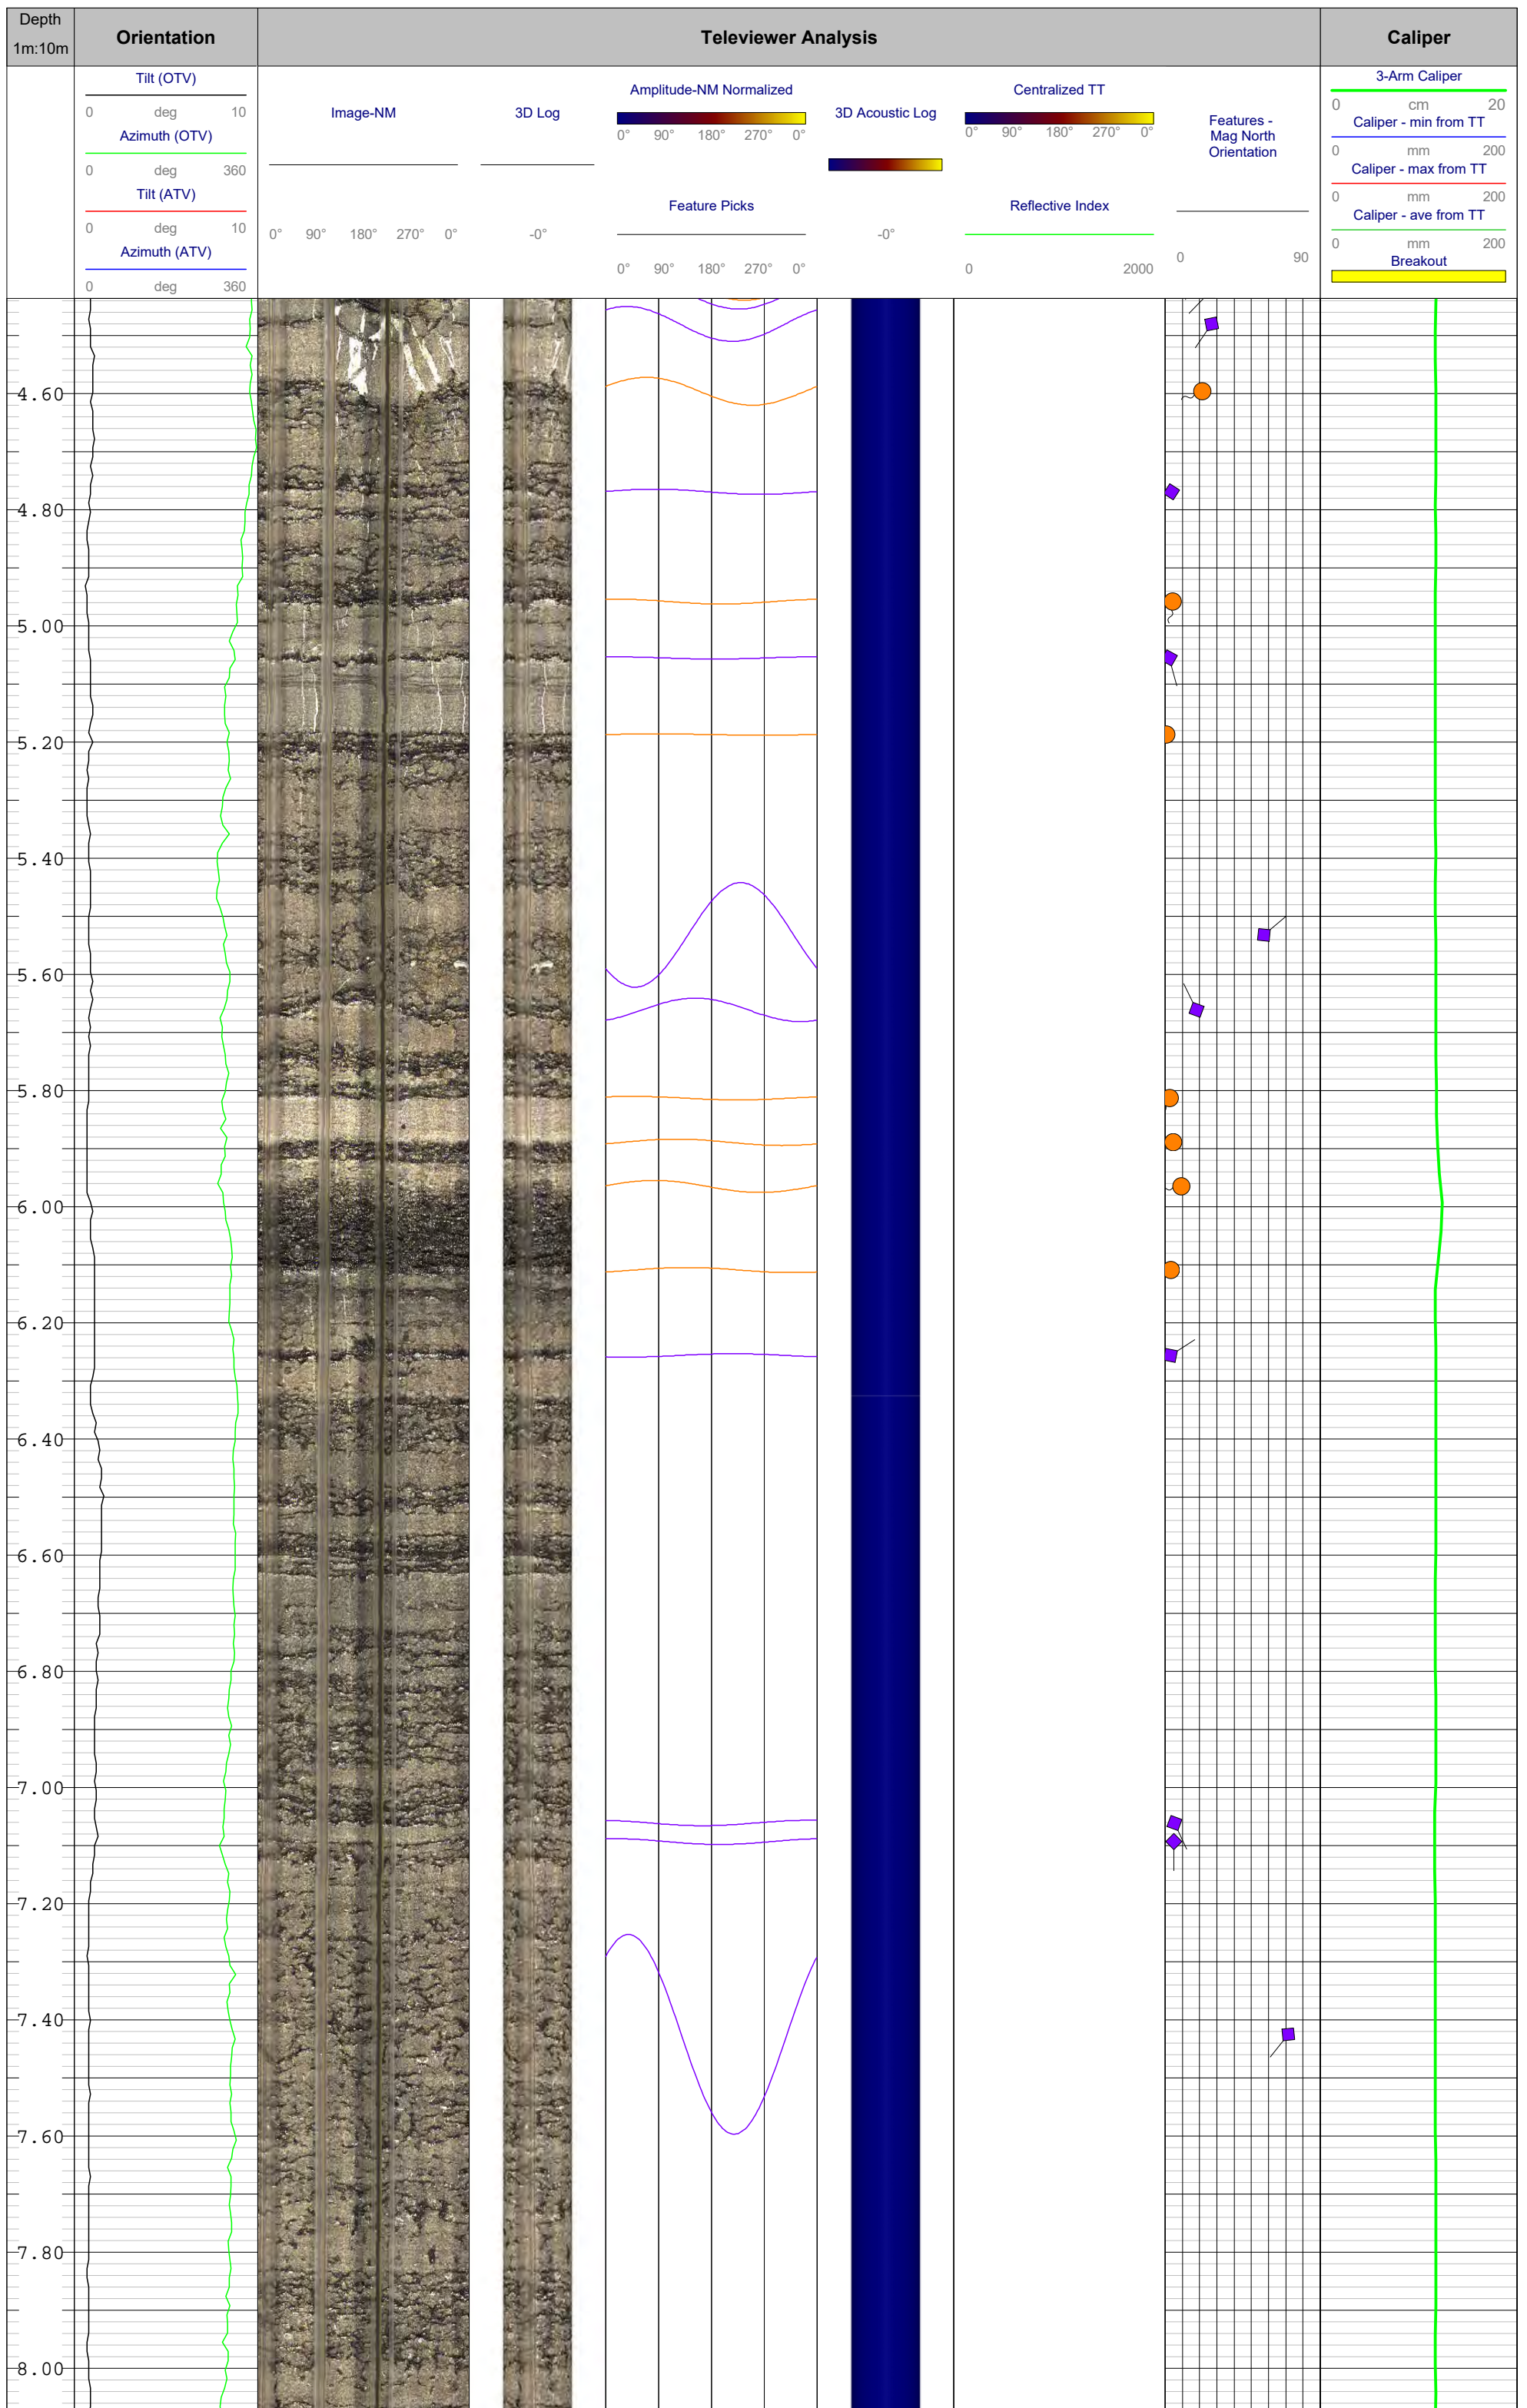 Depth
1m:10m
Orientation
Televiewer Analysis
Caliper
Tilt (OTV)
0 deg 10
Azimuth (OTV)
0 deg 360
Tilt (ATV)
0 deg 10
Azimuth (ATV)
0 deg 360
Image-NM
0° 90° 180° 270° 0°
3D Log
-0°
Amplitude-NM Normalized
0° 90° 180° 270° 0°
Feature Picks
0° 90° 180° 270° 0°
3D Acoustic Log
-0°
Centralized TT
0° 90° 180° 270° 0°
Reflective Index
0 2000
Features -
Mag North
Orientation
0 90
3-Arm Caliper
0 cm 20
Caliper - min from TT
0 mm 200
Caliper - max from TT
0 mm 200
Caliper - ave from TT
0 mm 200
Breakout
4.60
4.80
5.00
5.20
5.40
5.60
5.80
6.00
6.20
6.40
6.60
6.80
7.00
7.20
7.40
7.60
7.80
8.00